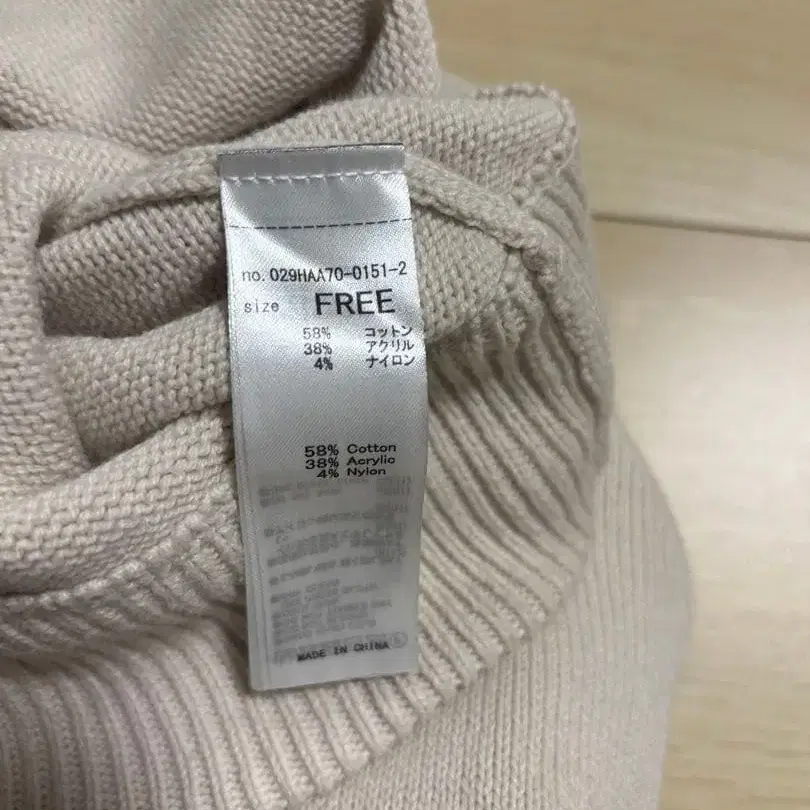 no. 029HAA70-0151-2
size FREE
58% コットン
38% アクリル
4% ナイロン
58% Cotton
38% Acrylic
4% Nylon
MADE IN CHINA